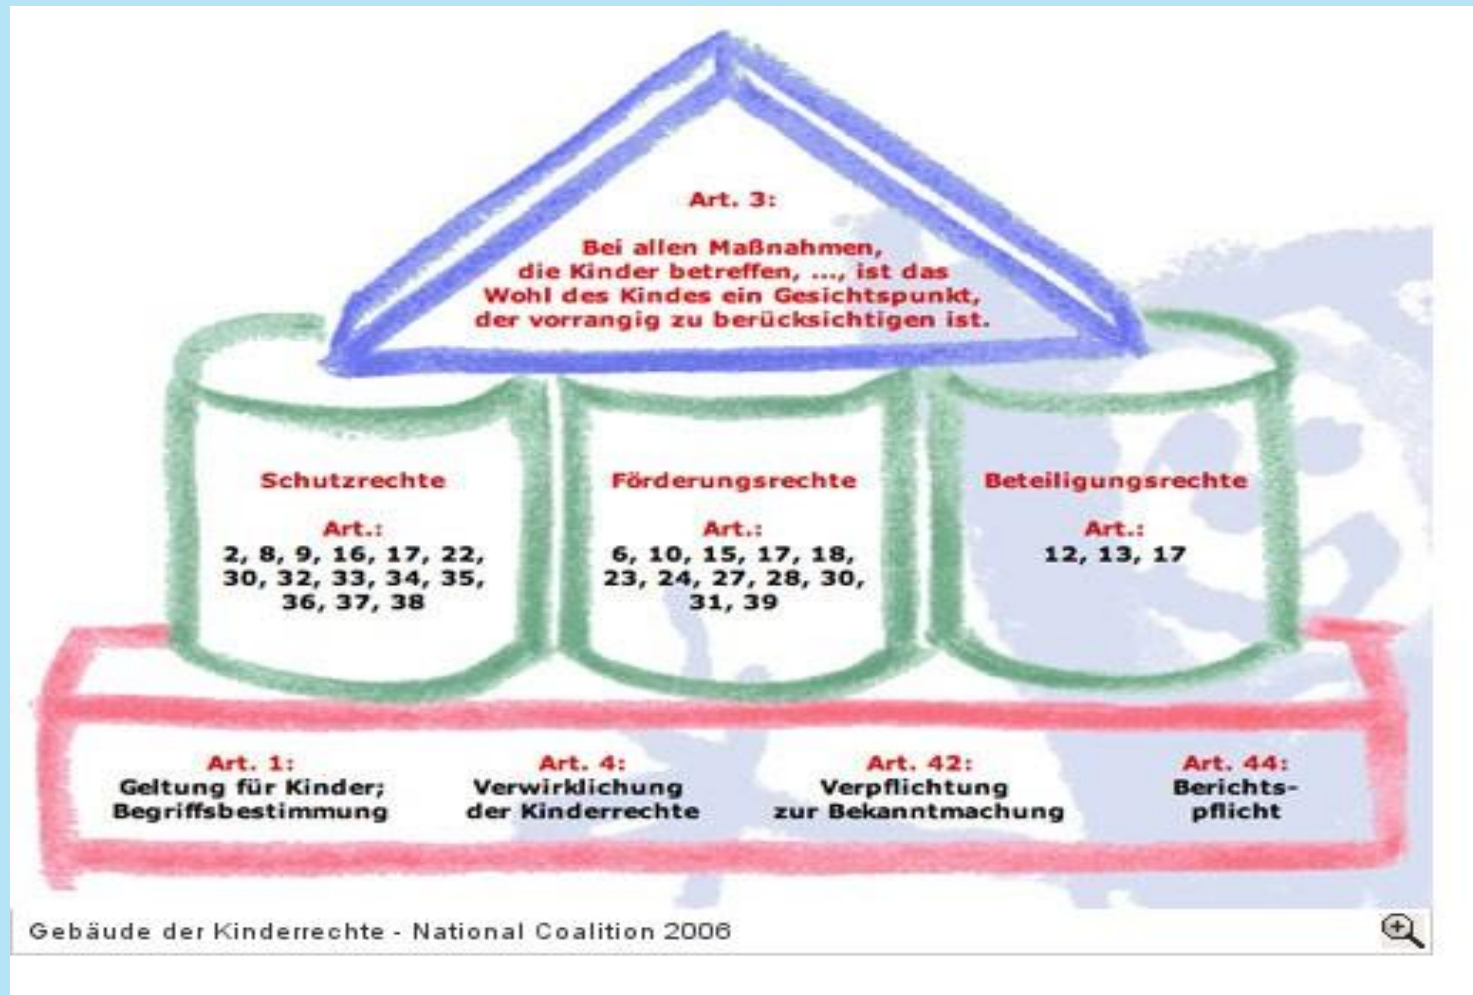 Art. 3:
Bei allen Maßnahmen,
die Kinder betreffen, ..., ist das
Wohl des Kindes ein Gesichtspunkt,
der vorrangig zu berücksichtigen ist.
Schutzrechte
Art.:
2, 8, 9, 16, 17, 22,
30, 32, 33, 34, 35,
36, 37, 38
Förderungsrechte
Art.:
6, 10, 15, 17, 18,
23, 24, 27, 28, 30,
31, 39
Beteiligungsrechte
Art.:
12, 13, 17
Art. 1:
Geltung für Kinder;
Begriffsbestimmung
Art. 4:
Verwirklichung
der Kinderrechte
Art. 42:
Verpflichtung
zur Bekanntmachung
Art. 44:
Berichts-
pflicht
Gebäude der Kinderrechte - National Coalition 2006